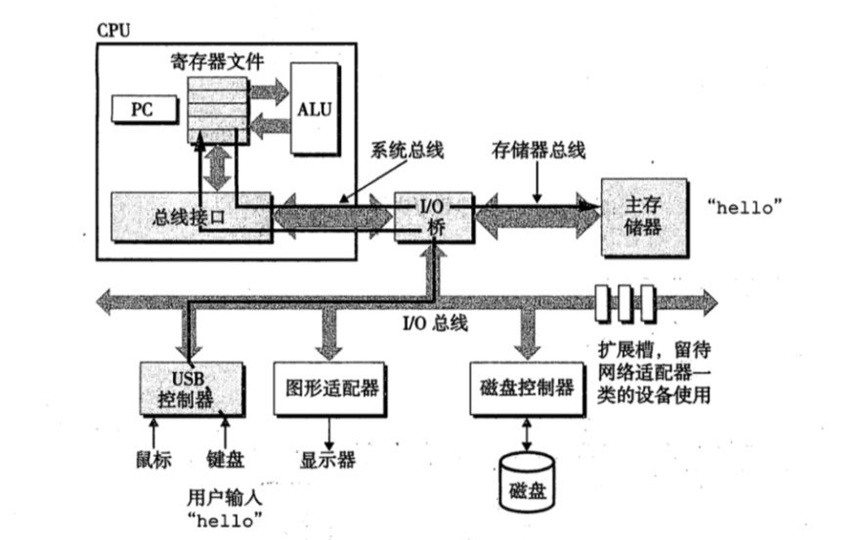 CPU
寄存器文件
PC
ALU
系统总线
存储器总线
总线接口
I/O
桥
主存
储器
“hello”
I/O 总线
扩展槽，留待
网络适配器一
类的设备使用
USB
控制器
图形适配器
磁盘控制器
鼠标
键盘
显示器
磁盘
用户输入
“hello”